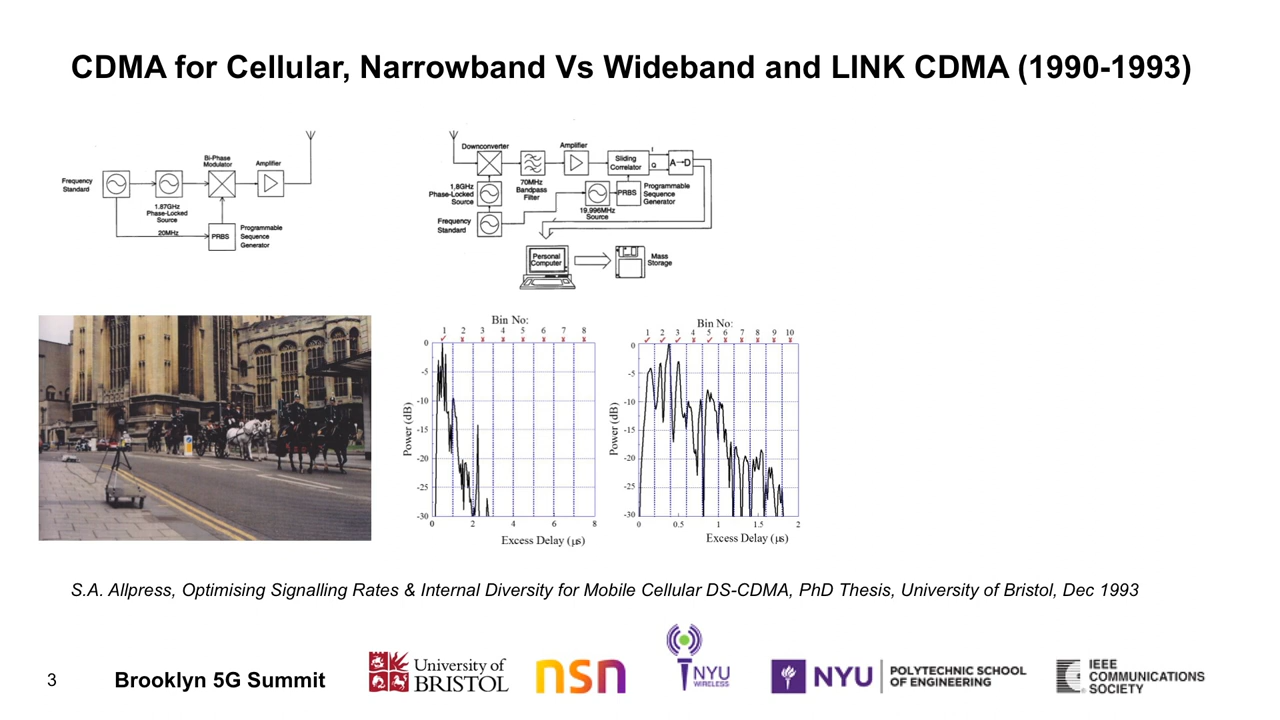 CDMA for Cellular, Narrowband Vs Wideband and LINK CDMA (1990-1993)
Frequency
Standard
1.87GHz
Phase-Locked
Source
Bi-Phase
Modulator
Amplifier
20MHz
PRBS
Programmable
Sequence
Generator
Downconverter
1.8GHz
Phase-Locked
Source
Frequency
Standard
70MHz
Bandpass
Filter
Amplifier
Sliding
Correlator
I
Q
A→D
19.996MHz
Source
PRBS
Programmable
Sequence
Generator
Personal
Computer
Mass
Storage
Bin No:
1 2 3 4 5 6 7 8
0
-5
-10
-15
-20
-25
-30
Power (dB)
0 2 4 6 8
Excess Delay (μs)
Bin No:
1 2 3 4 5 6 7 8 9 10
0
-5
-10
-15
-20
-25
-30
Power (dB)
0 0.5 1 1.5 2
Excess Delay (μs)
S.A. Allpress, Optimising Signalling Rates & Internal Diversity for Mobile Cellular DS-CDMA, PhD Thesis, University of Bristol, Dec 1993
3
Brooklyn 5G Summit
University of
BRISTOL
nsn
NYU
WIRELESS
NYU
POLYTECHNIC SCHOOL
OF ENGINEERING
IEEE
COMMUNICATIONS
SOCIETY